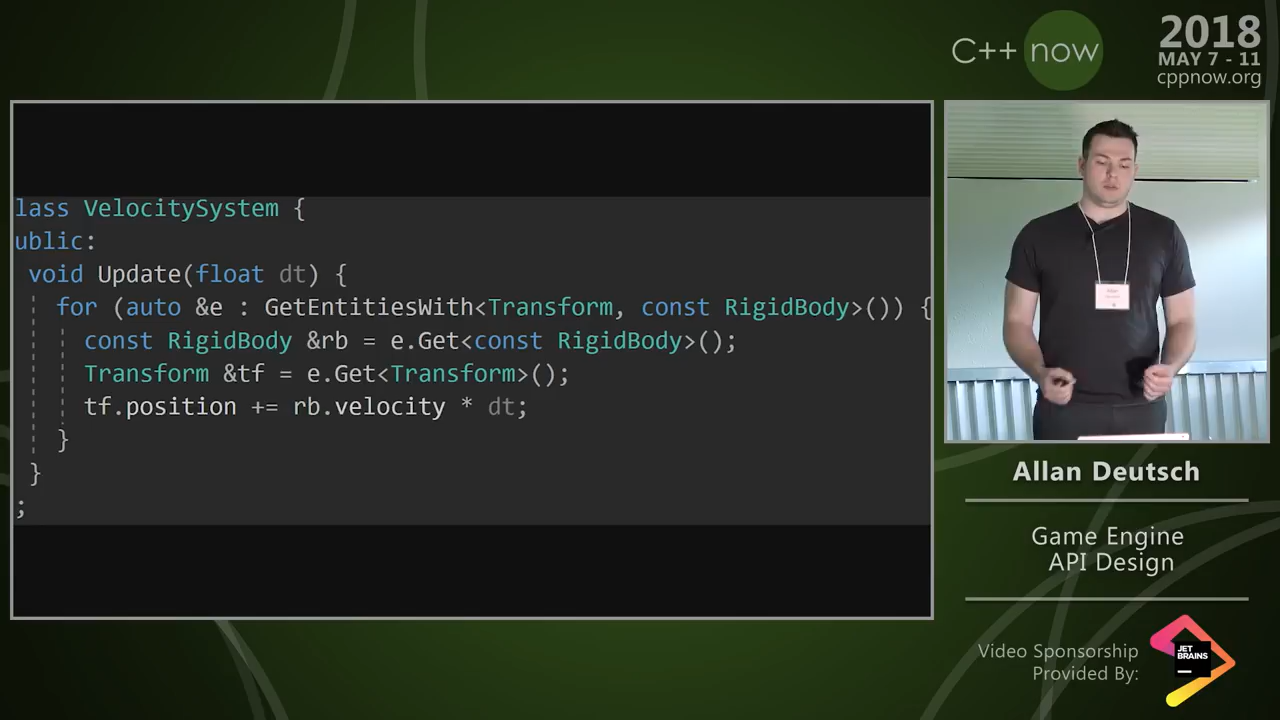 C++ now
2018
MAY 7 - 11
cppnow.org
lass VelocitySystem {
ublic:
void Update(float dt) {
for (auto &e : GetEntitiesWith<Transform, const RigidBody>()) {
const RigidBody &rb = e.Get<const RigidBody>();
Transform &tf = e.Get<Transform>();
tf.position += rb.velocity * dt;
}
}
;
Allan Deutsch
Game Engine
API Design
Video Sponsorship
Provided By:
JET
BRAINS